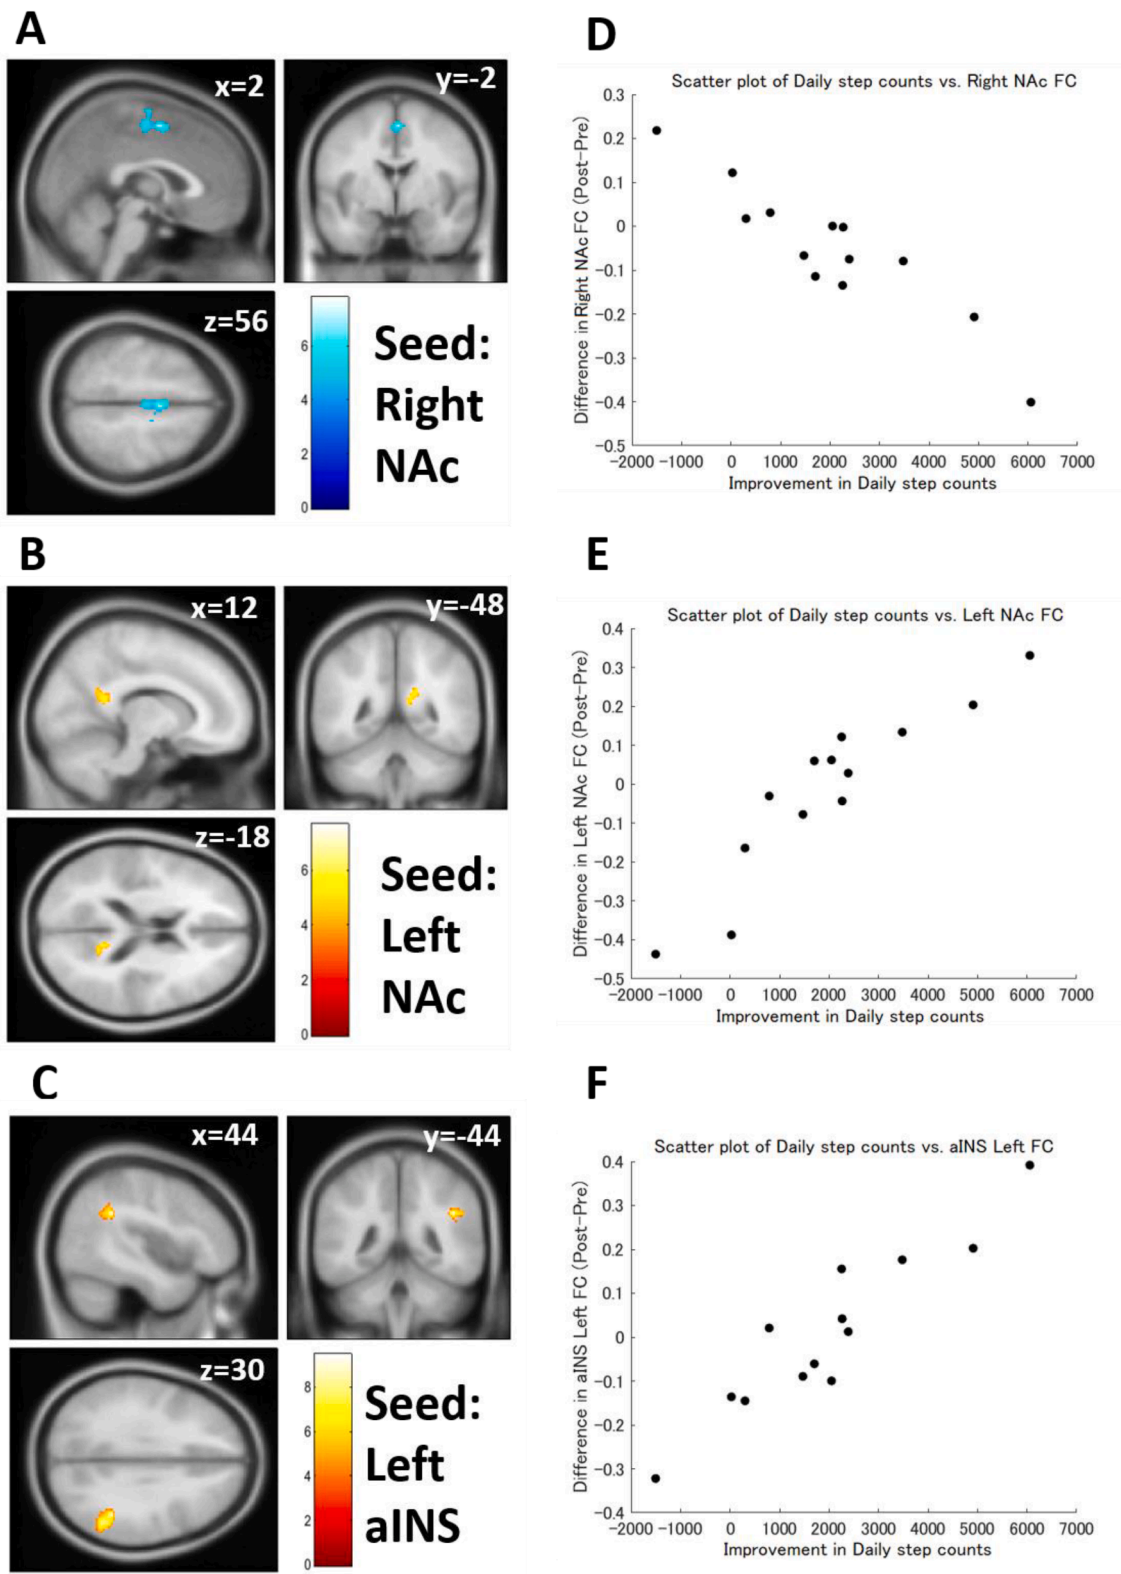 A
x=2
y=-2
z=56
6
4
2
0
Seed:
Right
NAc
D
Scatter plot of Daily step counts vs. Right NAc FC
Difference in Right NAc FC (Post-Pre)
0.3
0.2
0.1
0
-0.1
-0.2
-0.3
-0.4
-0.5
-2000 -1000 0 1000 2000 3000 4000 5000 6000 7000
Improvement in Daily step counts
B
x=12
y=-48
z=-18
6
4
2
0
Seed:
Left
NAc
E
Scatter plot of Daily step counts vs. Left NAc FC
Difference in Left NAc FC (Post-Pre)
0.4
0.3
0.2
0.1
0
-0.1
-0.2
-0.3
-0.4
-0.5
-2000 -1000 0 1000 2000 3000 4000 5000 6000 7000
Improvement in Daily step counts
C
x=44
y=-44
z=30
8
6
4
2
0
Seed:
Left
aINS
F
Scatter plot of Daily step counts vs. aINS Left FC
Difference in aINS Left FC (Post-Pre)
0.4
0.3
0.2
0.1
0
-0.1
-0.2
-0.3
-0.4
-2000 -1000 0 1000 2000 3000 4000 5000 6000 7000
Improvement in Daily step counts